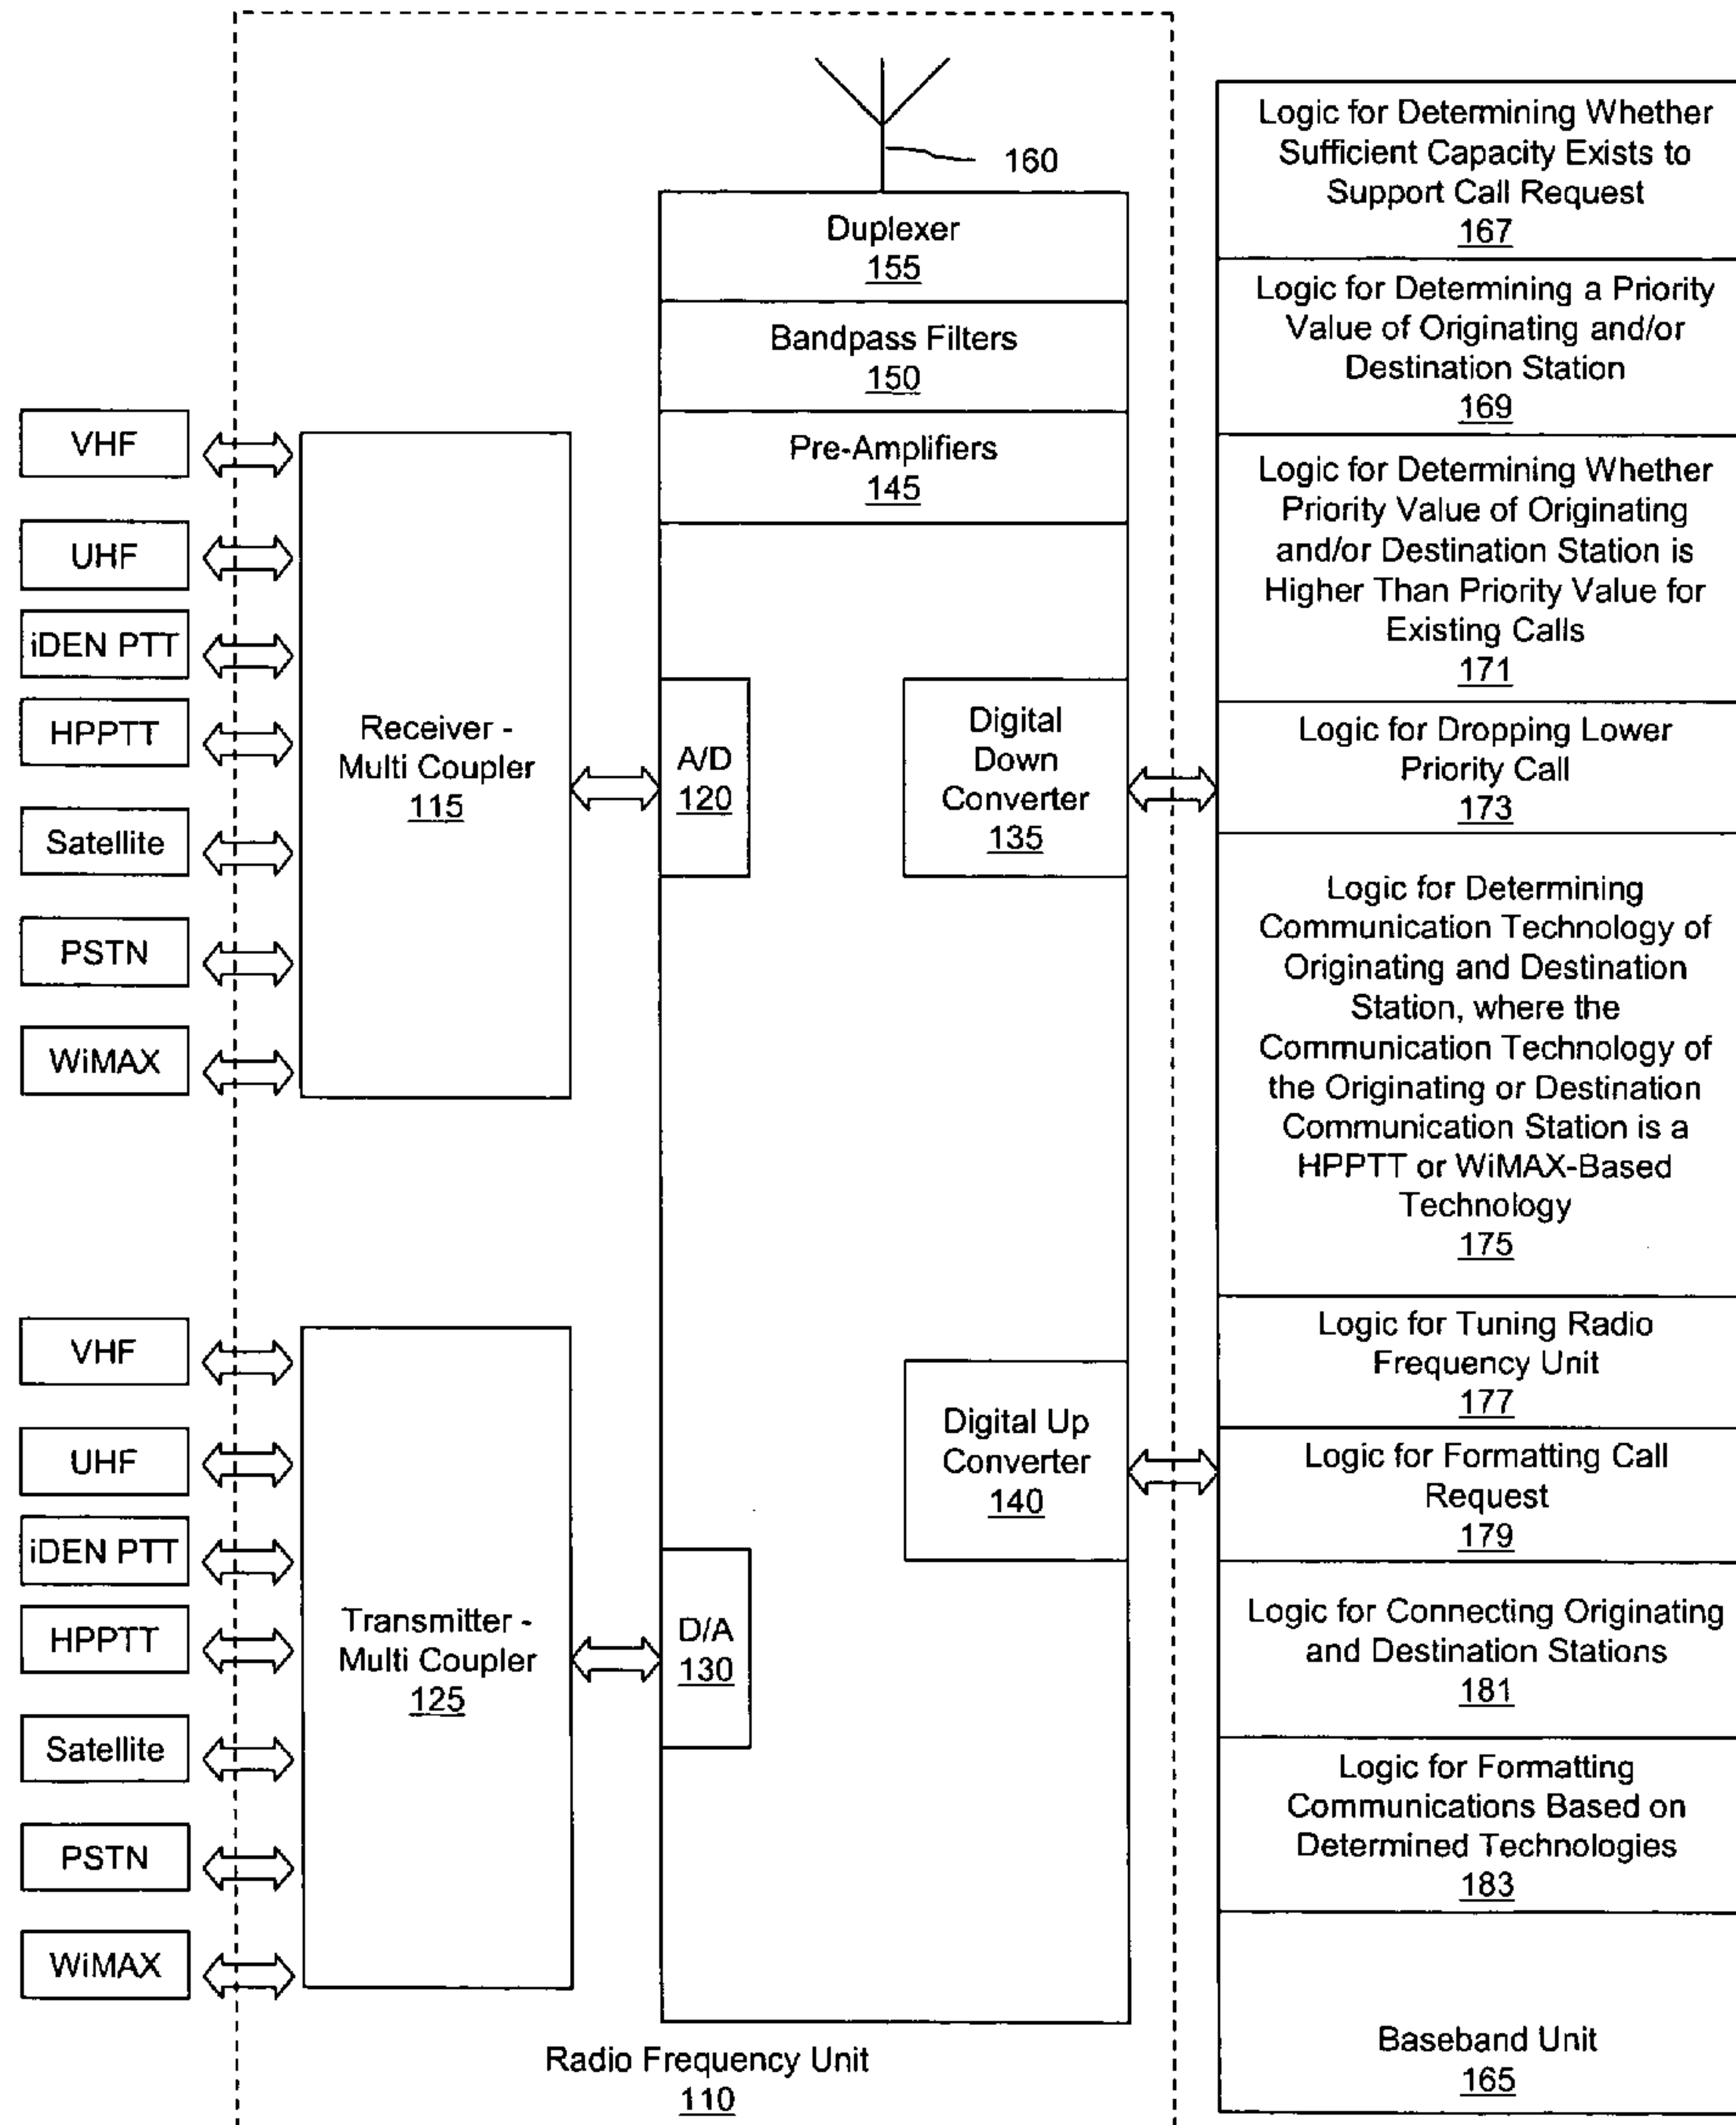 160
Duplexer
155
Bandpass Filters
150
Pre-Amplifiers
145
VHF
UHF
iDEN PTT
HPPTT
Satellite
PSTN
WiMAX
Receiver -
Multi Coupler
115
A/D
120
Digital
Down
Converter
135
VHF
UHF
iDEN PTT
HPPTT
Satellite
PSTN
WiMAX
Transmitter -
Multi Coupler
125
D/A
130
Digital Up
Converter
140
Radio Frequency Unit
110
Logic for Determining Whether
Sufficient Capacity Exists to
Support Call Request
167
Logic for Determining a Priority
Value of Originating and/or
Destination Station
169
Logic for Determining Whether
Priority Value of Originating
and/or Destination Station is
Higher Than Priority Value for
Existing Calls
171
Logic for Dropping Lower
Priority Call
173
Logic for Determining
Communication Technology of
Originating and Destination
Station, where the
Communication Technology of
the Originating or Destination
Communication Station is a
HPPTT or WiMAX-Based
Technology
175
Logic for Tuning Radio
Frequency Unit
177
Logic for Formatting Call
Request
179
Logic for Connecting Originating
and Destination Stations
181
Logic for Formatting
Communications Based on
Determined Technologies
183
Baseband Unit
165